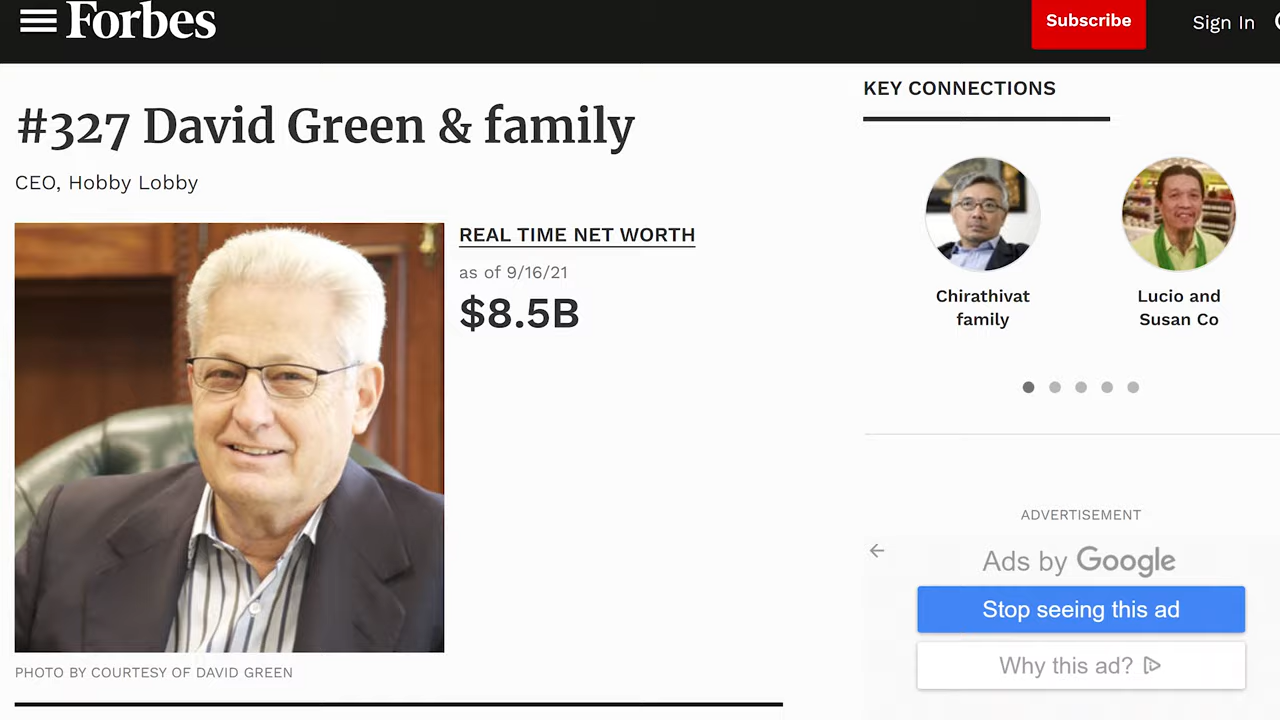 Forbes
Subscribe
Sign In
#327 David Green & family
CEO, Hobby Lobby
REAL TIME NET WORTH
as of 9/16/21
$8.5B
PHOTO BY COURTESY OF DAVID GREEN
KEY CONNECTIONS
Chirathivat
family
Lucio and
Susan Co
ADVERTISEMENT
Ads by Google
Stop seeing this ad
Why this ad?